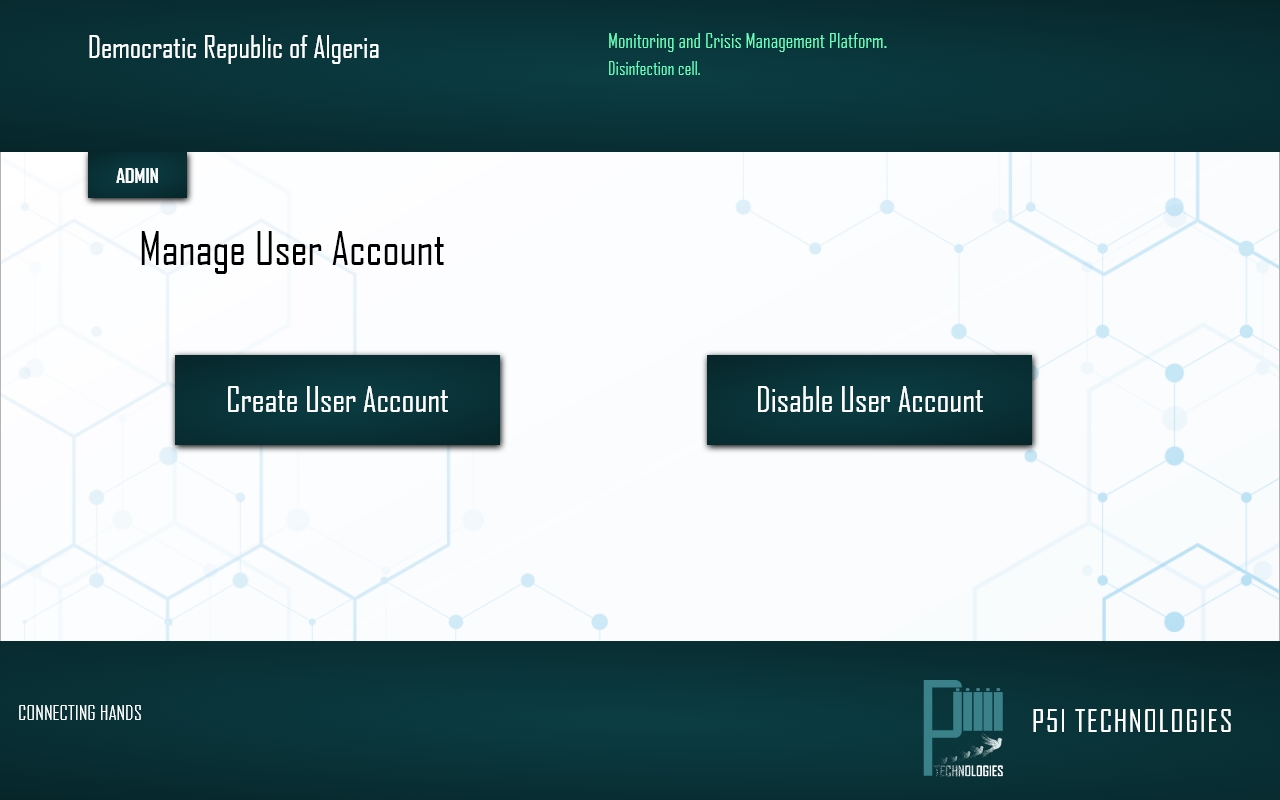 Democratic Republic of Algeria
Monitoring and Crisis Management Platform.
Disinfection cell.
ADMIN
Manage User Account
Create User Account
Disable User Account
CONNECTING HANDS
TECHNOLOGIES
P5I TECHNOLOGIES